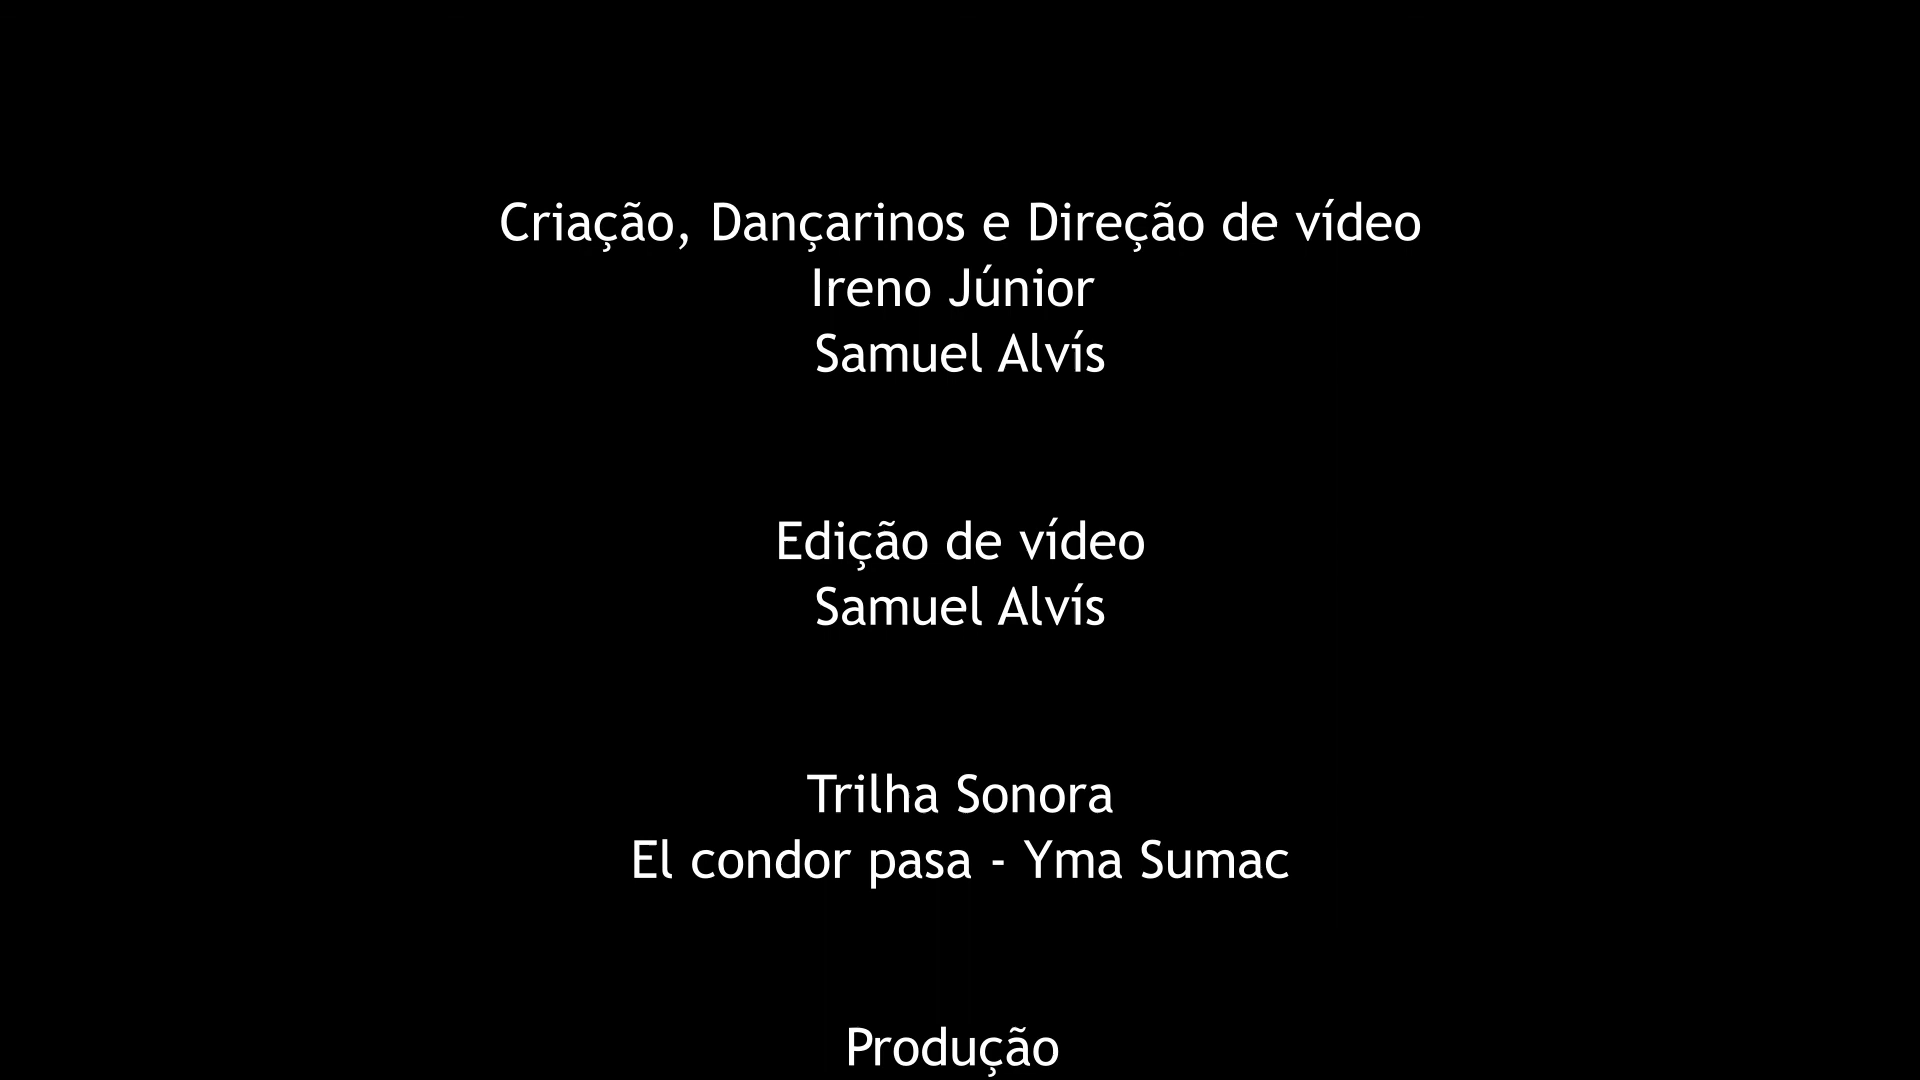 Criação, Dançarinos e Direção de vídeo
Ireno Júnior
Samuel Alvís
Edição de vídeo
Samuel Alvís
Trilha Sonora
El condor pasa - Yma Sumac
Produção